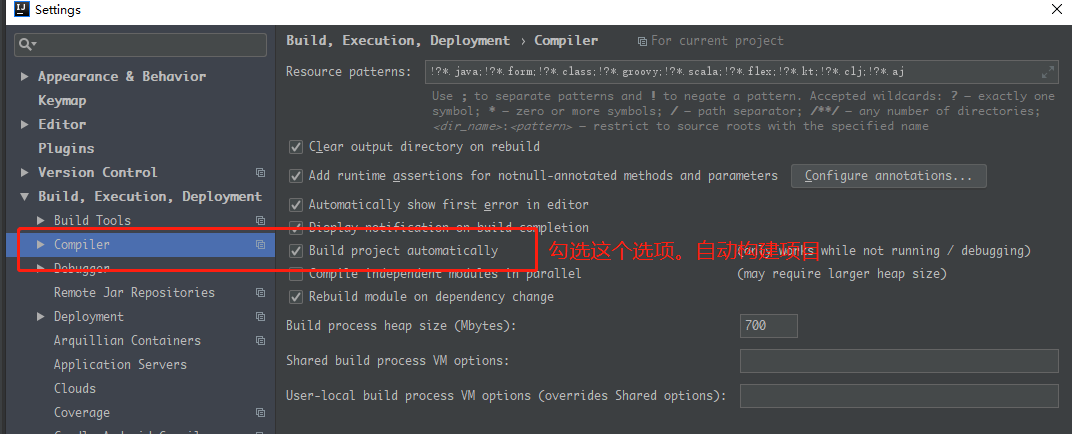 Settings
Build, Execution, Deployment › Compiler For current project
Appearance & Behavior
Keymap
Editor
Plugins
Version Control
Build, Execution, Deployment
Build Tools
Compiler
Debugger
Remote Jar Repositories
Deployment
Arquillian Containers
Application Servers
Clouds
Coverage
Resource patterns: !?*.java;!?*.form;!?*.class;!?*.groovy;!?*.scala;!?*.flex;!?*.kt;!?*.clj;!?*.aj
Use ; to separate patterns and ! to negate a pattern. Accepted wildcards: ? — exactly one
symbol; * — zero or more symbols; / — path separator; /**/ — any number of directories;
<dir_name>:<pattern> — restrict to source roots with the specified name
Clear output directory on rebuild
Add runtime assertions for notnull-annotated methods and parameters Configure annotations...
Automatically show first error in editor
Display notification on build completion
Build project automatically (only works while not running / debugging)
勾选这个选项。自动构建项目
Compile independent modules in parallel (may require larger heap size)
Rebuild module on dependency change
Build process heap size (Mbytes): 700
Shared build process VM options:
User-local build process VM options (overrides Shared options):